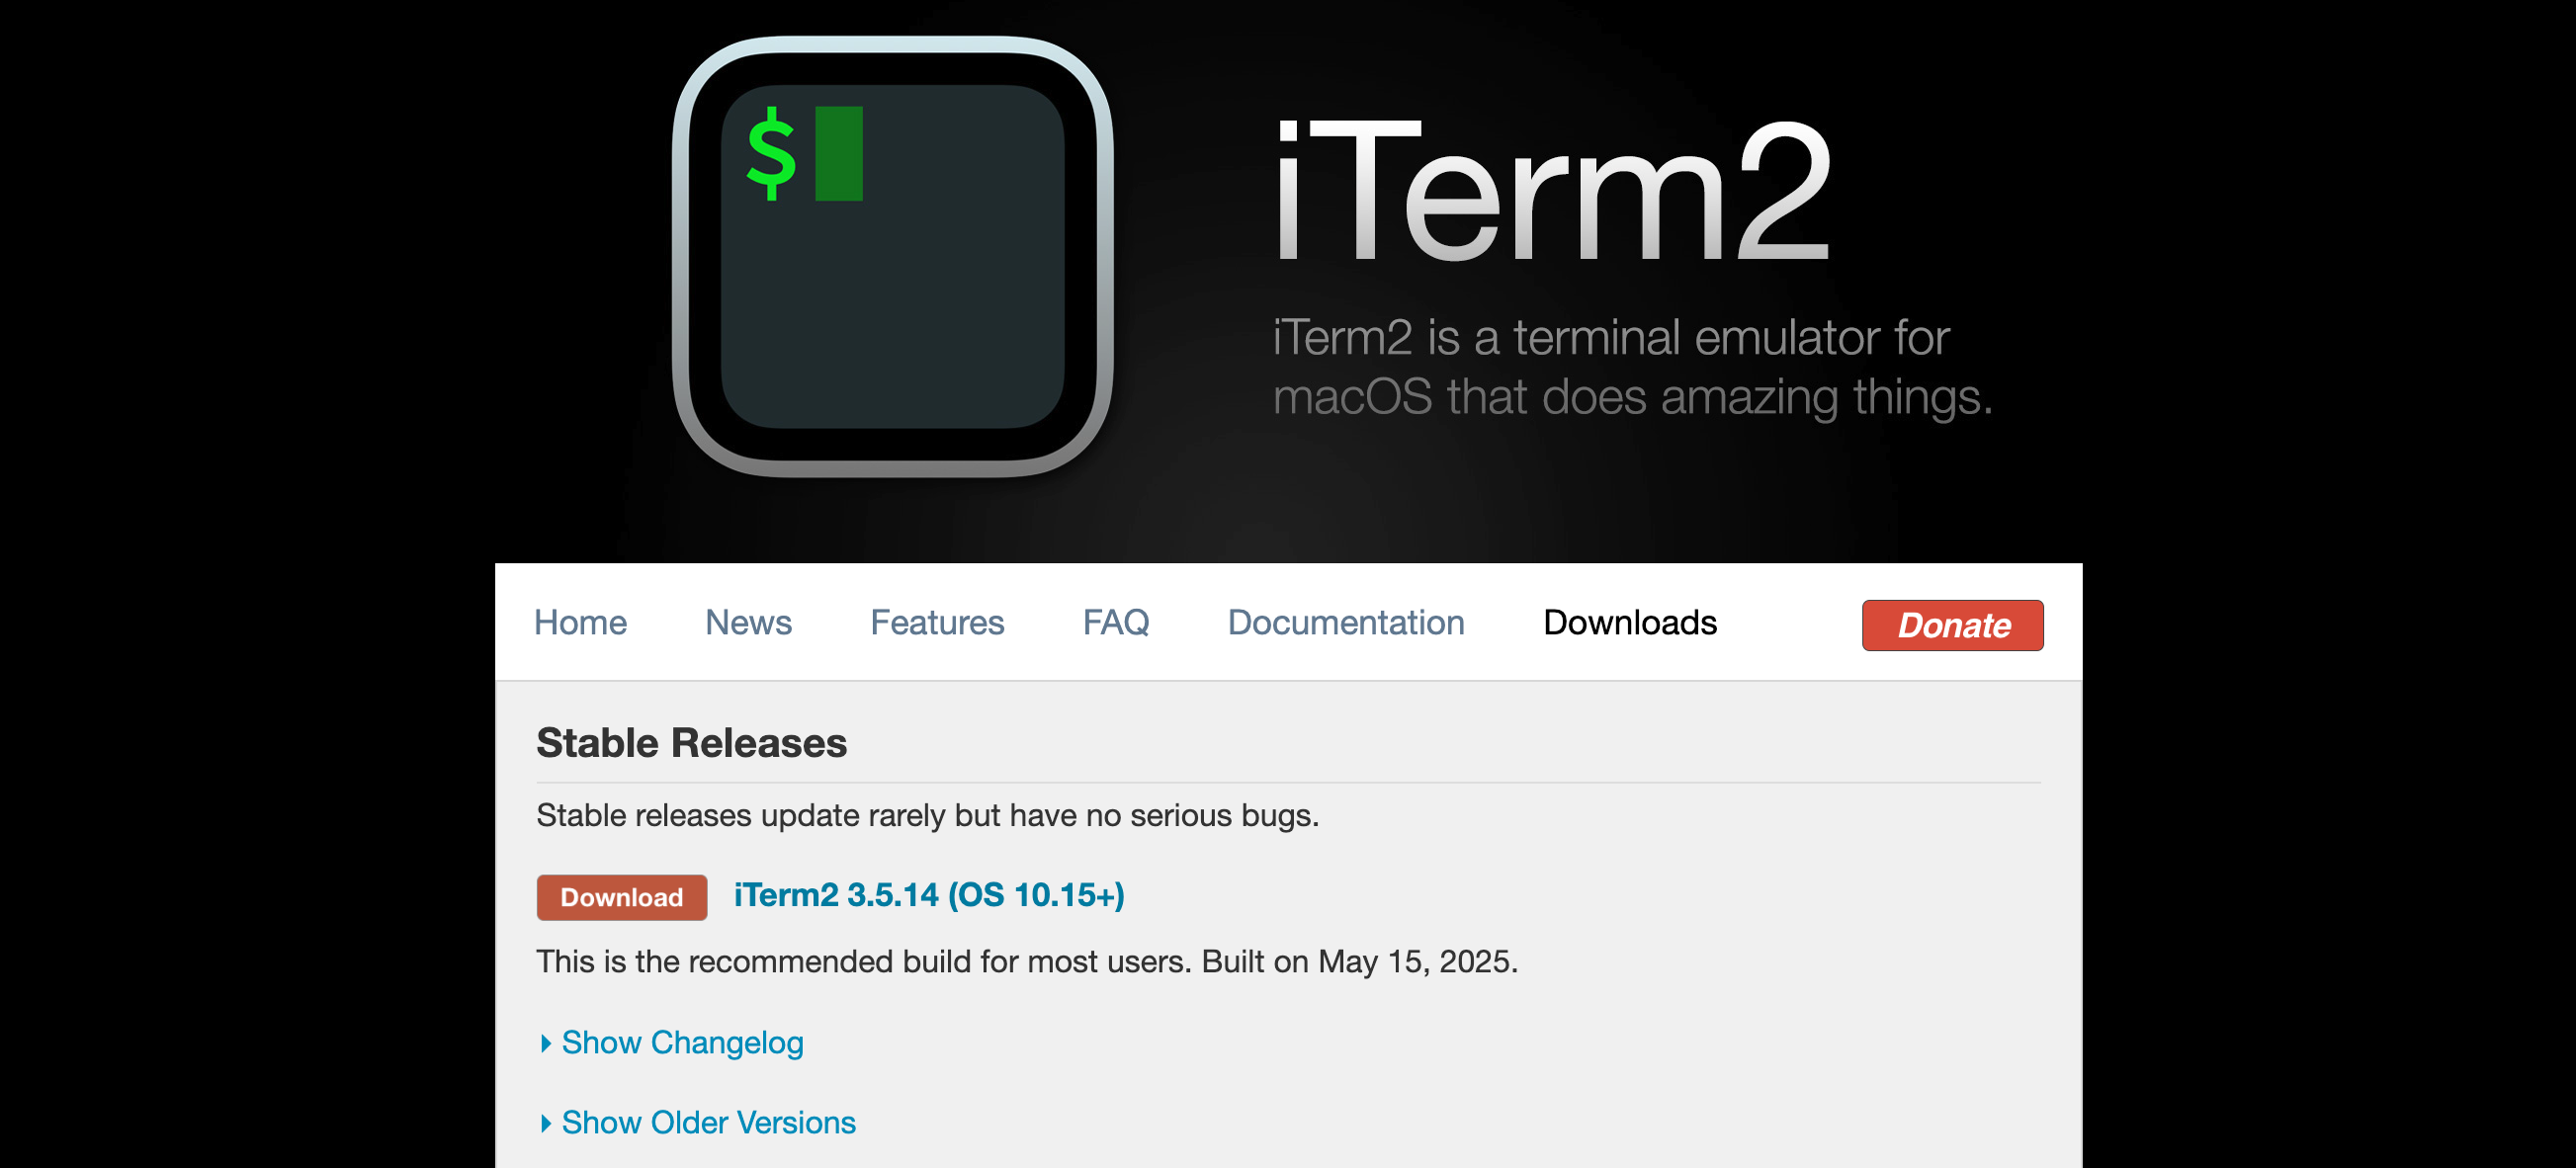 $
iTerm2
iTerm2 is a terminal emulator for
macOS that does amazing things.
Home News Features FAQ Documentation Downloads Donate
Stable Releases
Stable releases update rarely but have no serious bugs.
Download iTerm2 3.5.14 (OS 10.15+)
This is the recommended build for most users. Built on May 15, 2025.
Show Changelog
Show Older Versions